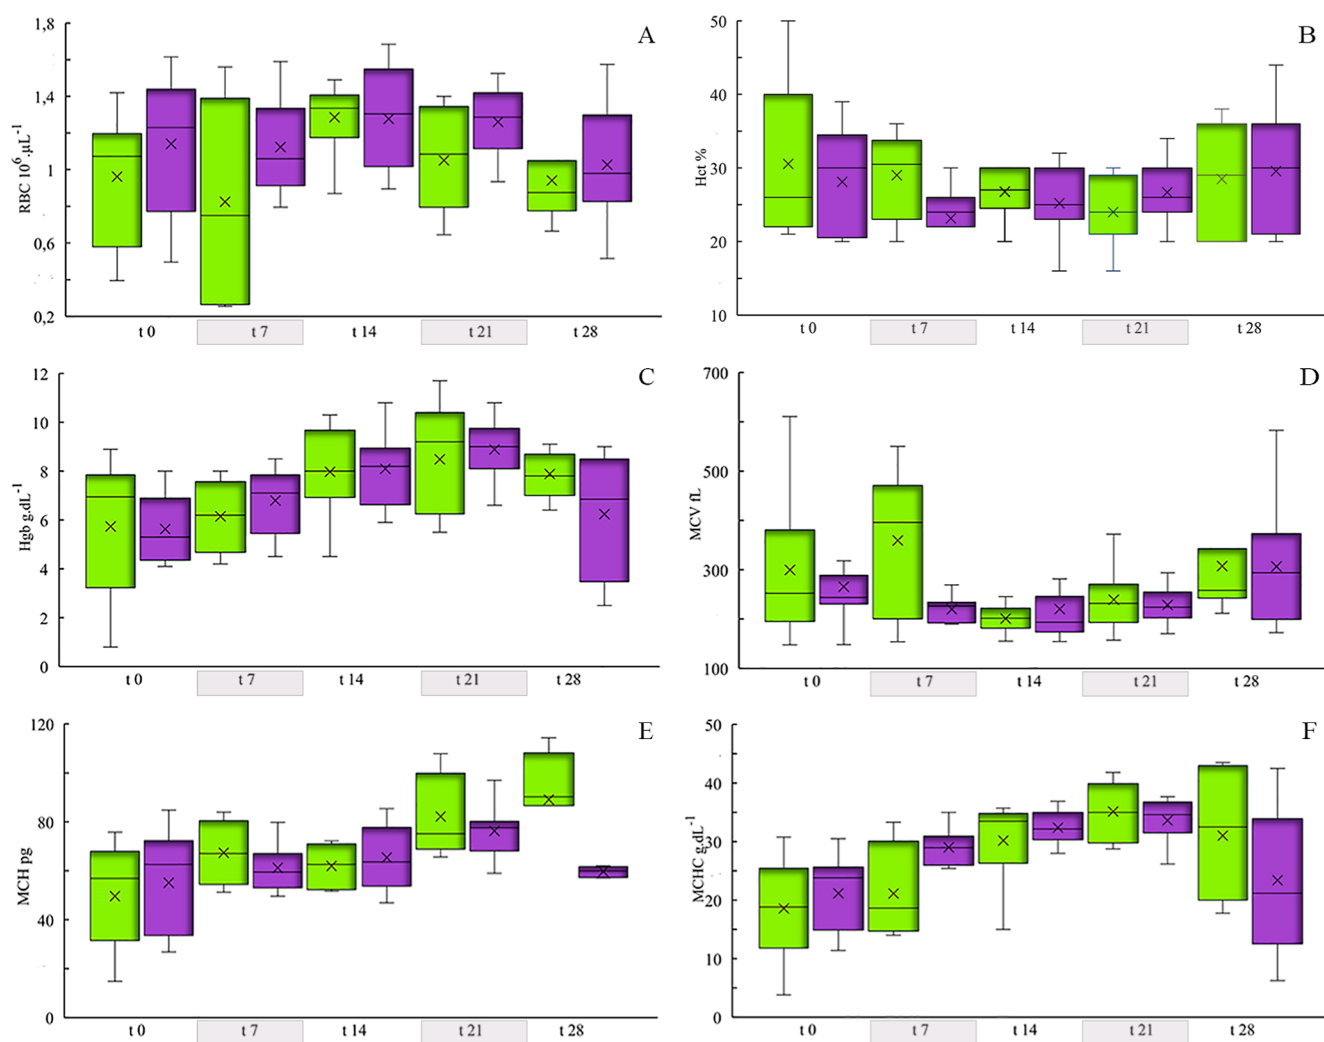 A
RBC 10⁶.µL⁻¹
1,8
1,4
1
0,6
0,2
t 0
t 7
t 14
t 21
t 28
B
Hct %
50
40
30
20
10
t 0
t 7
t 14
t 21
t 28
C
Hgb g.dL⁻¹
12
10
8
6
4
2
0
t 0
t 7
t 14
t 21
t 28
D
MCV fL
700
500
300
100
t 0
t 7
t 14
t 21
t 28
E
MCH pg
120
80
40
0
t 0
t 7
t 14
t 21
t 28
F
MCHC g.dL⁻¹
50
40
30
20
10
0
t 0
t 7
t 14
t 21
t 28